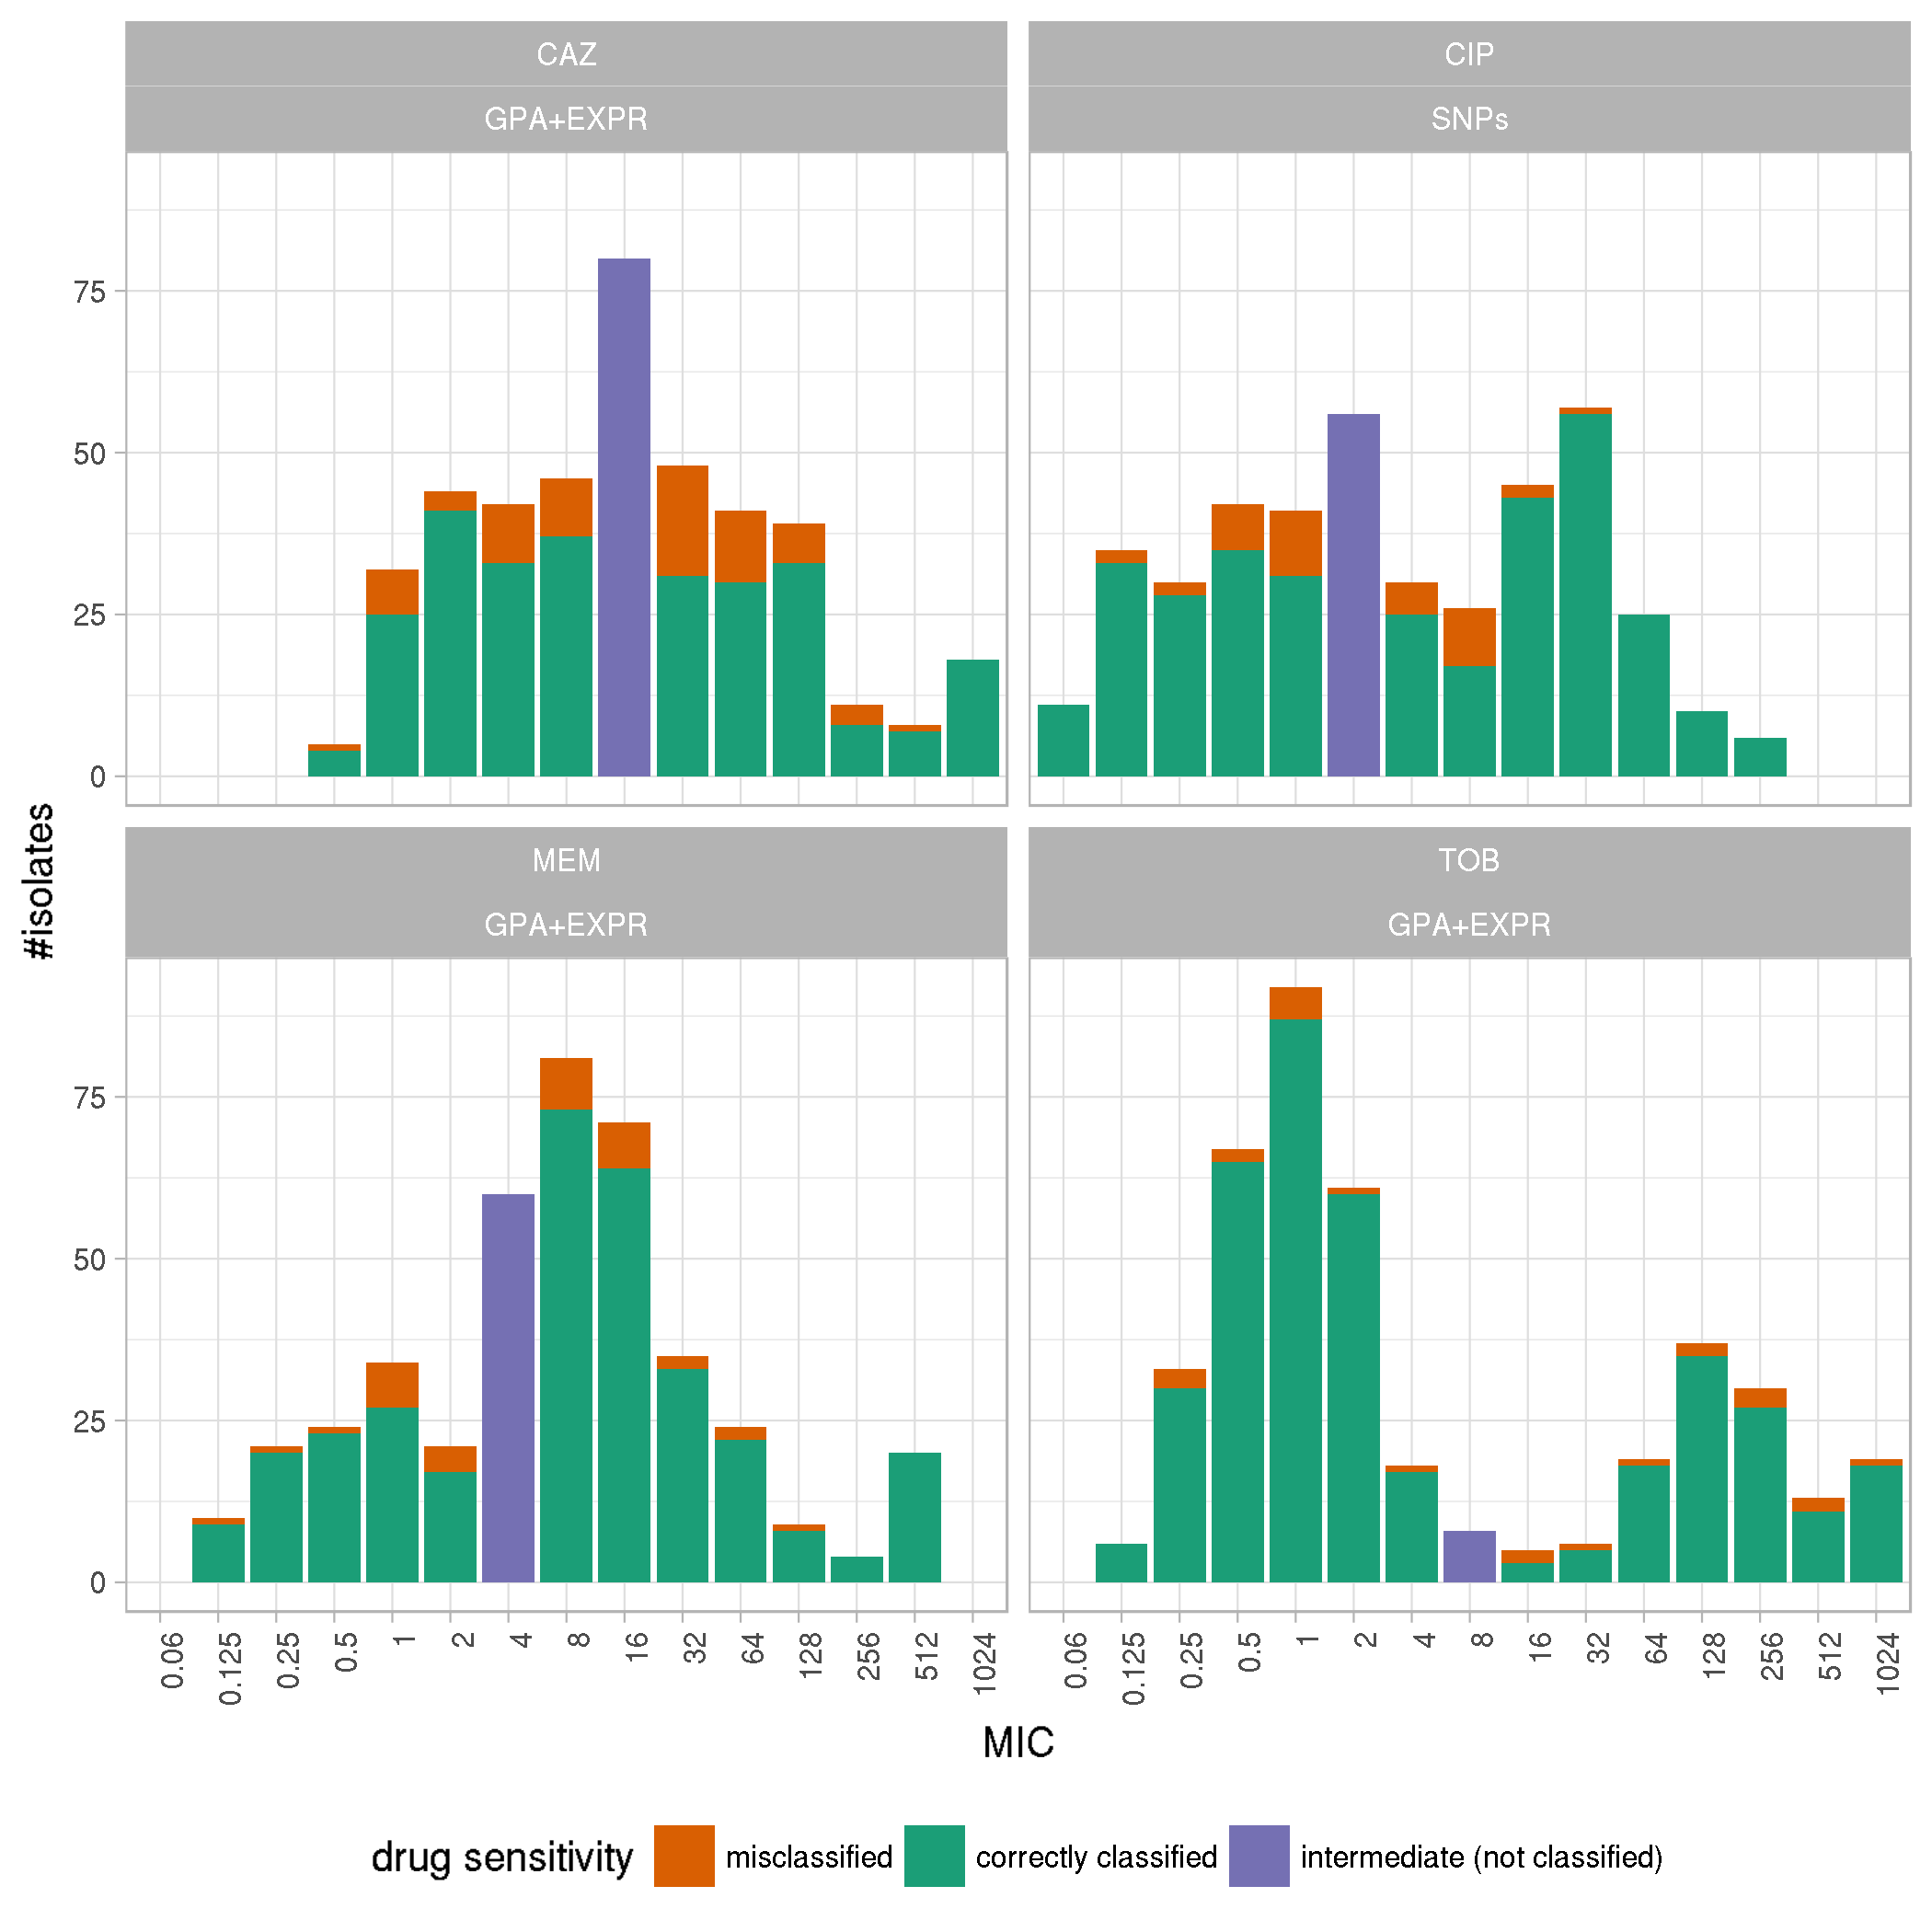 CAZ
GPA+EXPR
CIP
SNPs
75
50
25
0
#isolates
MEM
GPA+EXPR
TOB
GPA+EXPR
75
50
25
0
0.06 0.125 0.25 0.5 1 2 4 8 16 32 64 128 256 512 1024
0.06 0.125 0.25 0.5 1 2 4 8 16 32 64 128 256 512 1024
MIC
drug sensitivity misclassified correctly classified intermediate (not classified)